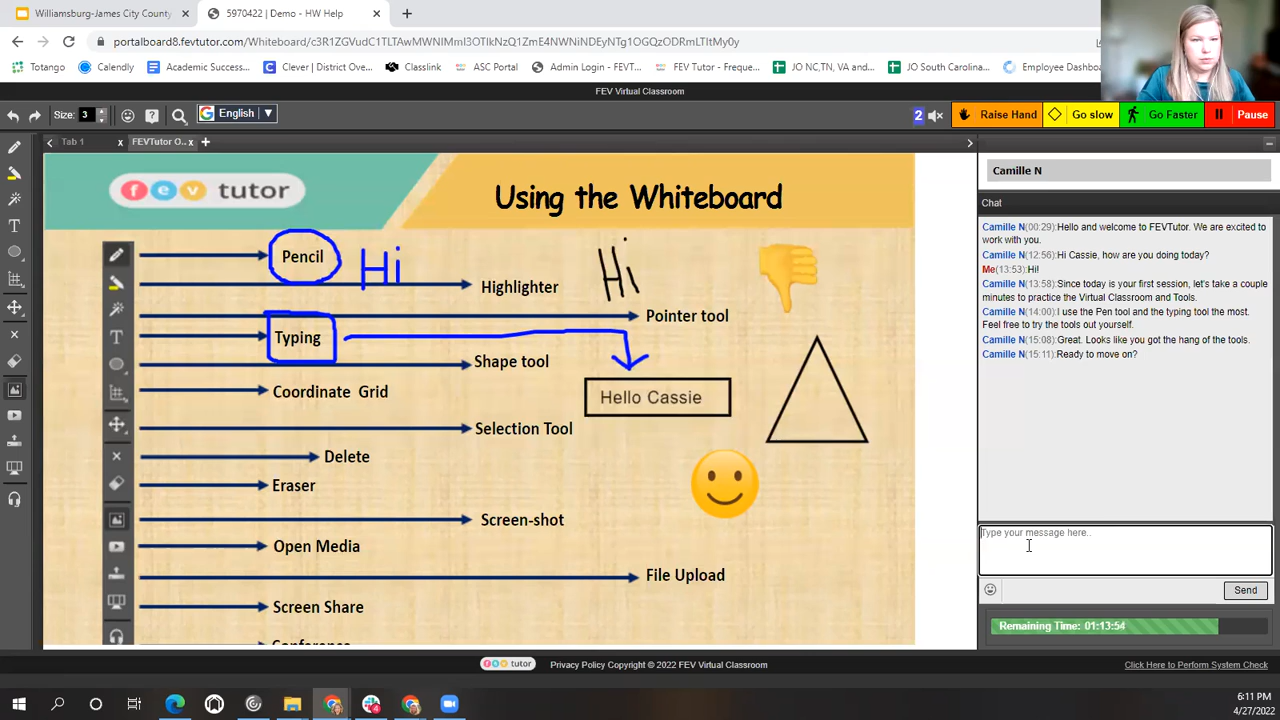 Williamsburg-James City County
5970422 | Demo - HW Help
portalboard8.fevtutor.com/Whiteboard/
Totango
Calendly
Academic Success...
Clever | District Ove...
Classlink
ASC Portal
Admin Login - FEVT...
FEV Tutor - Freque...
JO NC,TN, VA and...
JO South Carolina...
Employee Dashbo
FEV Virtual Classroom
Size: 3
English
2
Raise Hand
Go slow
Go Faster
Pause
Tab 1 x
FEVTutor O.. x
fev tutor
Using the Whiteboard
Pencil
Hi
Hi
Highlighter
Pointer tool
Typing
Shape tool
Coordinate Grid
Hello Cassie
Selection Tool
Delete
Eraser
Screen-shot
Open Media
File Upload
Screen Share
Conference
Camille N
Chat
Camille N(00:29):Hello and welcome to FEVTutor. We are excited to
work with you.
Camille N(12:56):Hi Cassie, how are you doing today?
Me(13:53):Hi!
Camille N(13:58):Since today is your first session, let's take a couple
minutes to practice the Virtual Classroom and Tools.
Camille N(14:00):I use the Pen tool and the typing tool the most.
Feel free to try the tools out yourself.
Camille N(15:08):Great. Looks like you got the hang of the tools.
Camille N(15:11):Ready to move on?
Type your message here..
Send
Remaining Time: 01:13:54
fev tutor
Privacy Policy Copyright © 2022 FEV Virtual Classroom
Click Here to Perform System Check
6:11 PM
4/27/2022